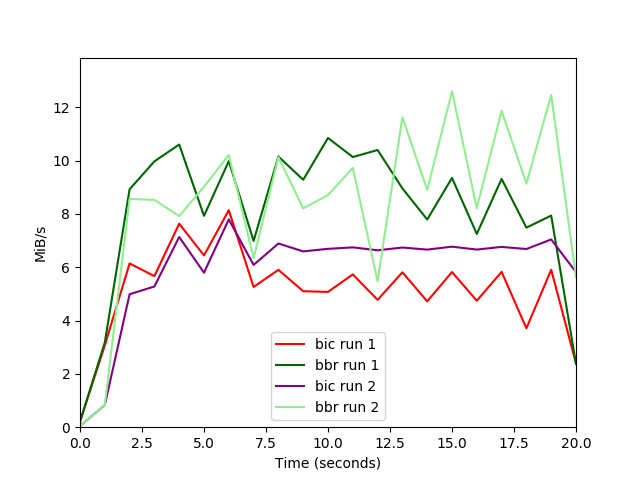 MiB/s
12
10
8
6
4
2
0
0.0 2.5 5.0 7.5 10.0 12.5 15.0 17.5 20.0
Time (seconds)
bic run 1
bbr run 1
bic run 2
bbr run 2